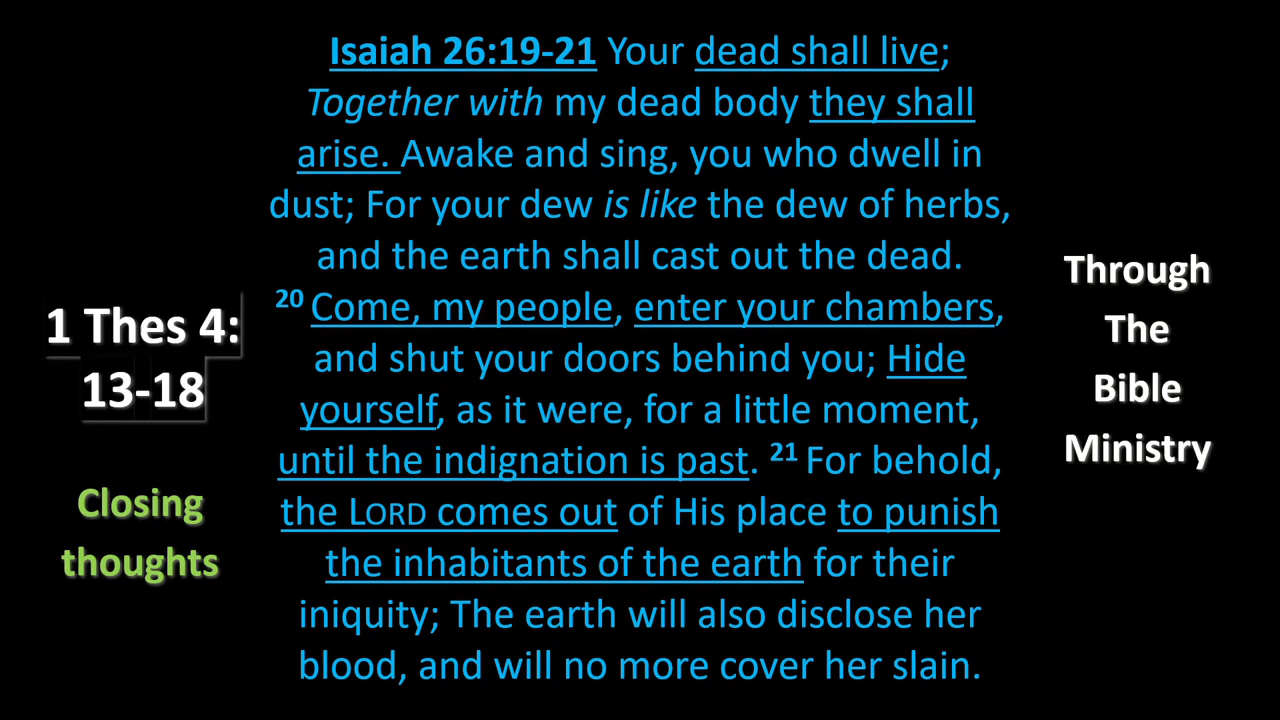 Isaiah 26:19-21 Your dead shall live;
Together with my dead body they shall
arise. Awake and sing, you who dwell in
dust; For your dew is like the dew of herbs,
and the earth shall cast out the dead.
20 Come, my people, enter your chambers,
and shut your doors behind you; Hide
yourself, as it were, for a little moment,
until the indignation is past. 21 For behold,
the LORD comes out of His place to punish
the inhabitants of the earth for their
iniquity; The earth will also disclose her
blood, and will no more cover her slain.
1 Thes 4:
13-18
Closing
thoughts
Through
The
Bible
Ministry